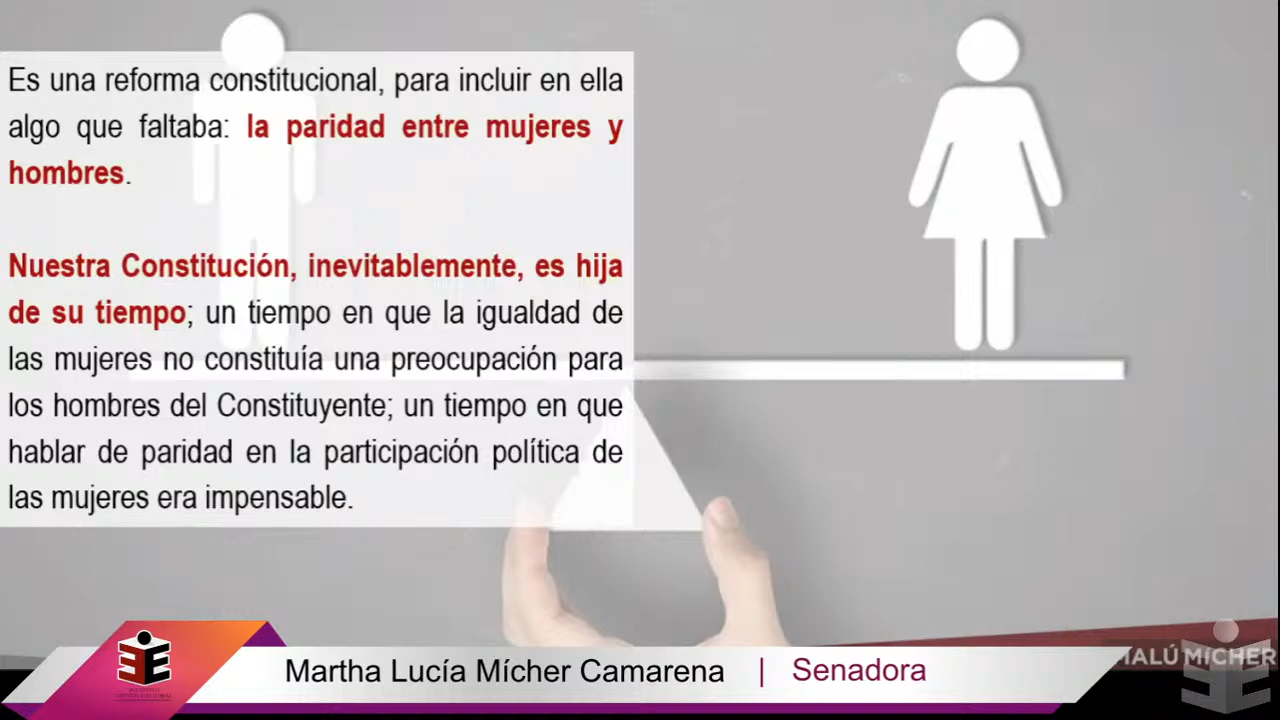 Es una reforma constitucional, para incluir en ella
algo que faltaba: la paridad entre mujeres y
hombres.
Nuestra Constitución, inevitablemente, es hija
de su tiempo; un tiempo en que la igualdad de
las mujeres no constituía una preocupación para
los hombres del Constituyente; un tiempo en que
hablar de paridad en la participación política de
las mujeres era impensable.
MALÚ MÍCHER
Martha Lucía Mícher Camarena | Senadora